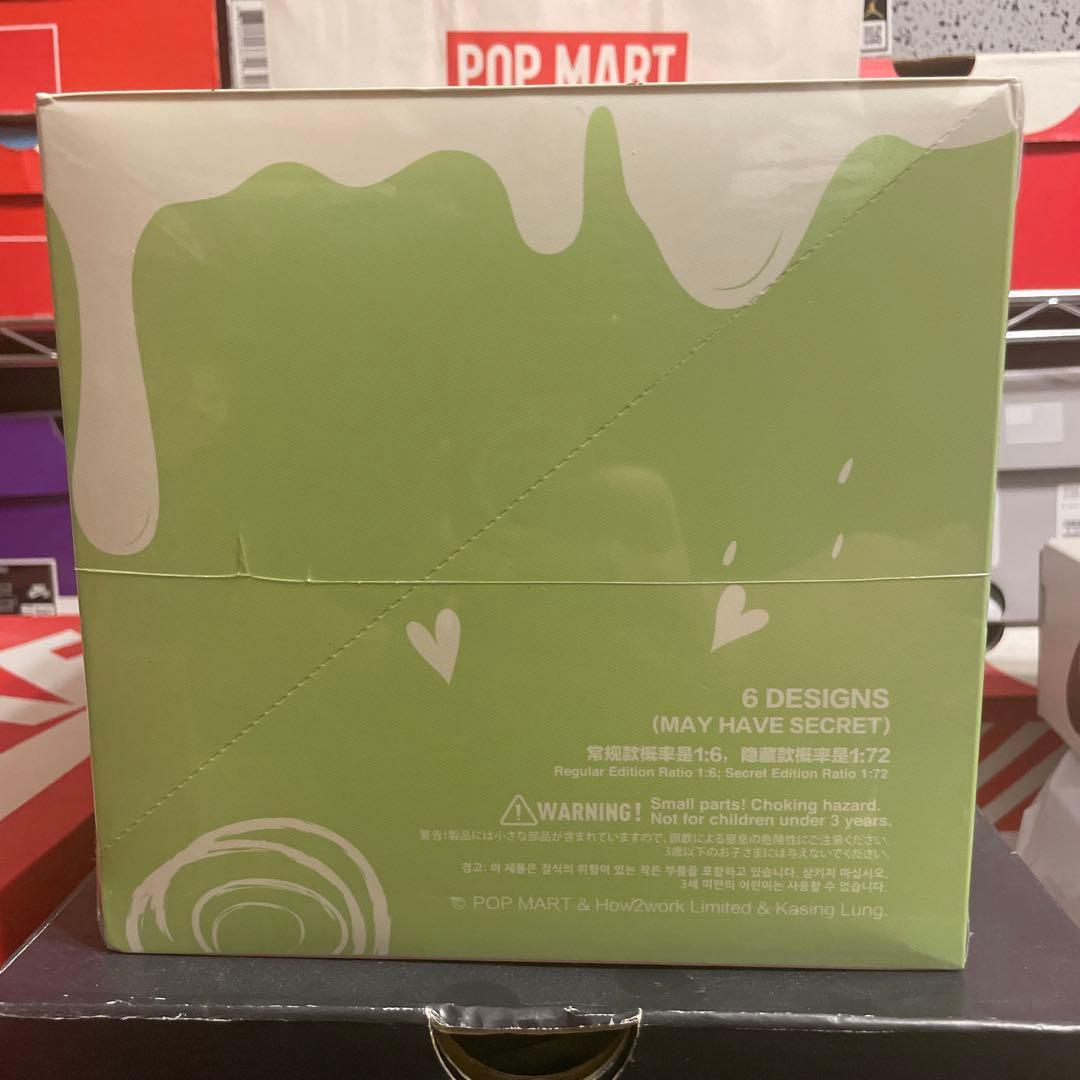 POP MART
6 DESIGNS
(MAY HAVE SECRET)
常规款概率是1:6，隐藏款概率是1:72
Regular Edition Ratio 1:6; Secret Edition Ratio 1:72
WARNING! Small parts! Choking hazard.
Not for children under 3 years.
警告!製品には小さな部品が含まれていますので、誤飲による窒息の危険性にご注意ください。
3歳以下のお子さまには与えないでください。
경고: 이 제품은 질식의 위험이 있는 작은 부품을 포함하고 있습니다. 삼키지 마십시오.
3세 미만의 어린이는 사용할 수 없습니다.
© POP MART & How2work Limited & Kasing Lung.